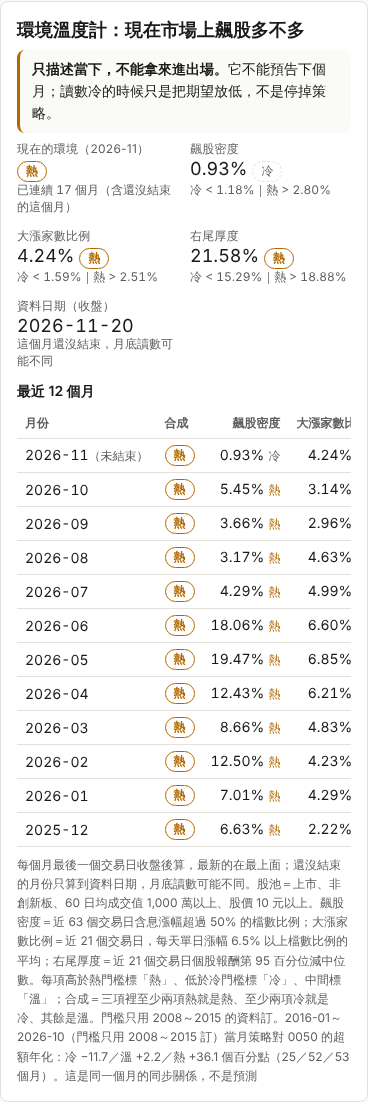 環境溫度計：現在市場上飆股多不多
只描述當下，不能拿來進出場。它不能預告下個
月；讀數冷的時候只是把期望放低，不是停掉策
略。
現在的環境（2026-11）
熱
已連續 17 個月（含還沒結束
的這個月）
飆股密度
0.93% 冷
冷 < 1.18%｜熱 > 2.80%
大漲家數比例
4.24% 熱
冷 < 1.59%｜熱 > 2.51%
右尾厚度
21.58% 熱
冷 < 15.29%｜熱 > 18.88%
資料日期（收盤）
2026-11-20
這個月還沒結束，月底讀數可
能不同
最近 12 個月
月份 合成 飆股密度 大漲家數比
2026-11（未結束） 熱 0.93% 冷 4.24%
2026-10 熱 5.45% 熱 3.14%
2026-09 熱 3.66% 熱 2.96%
2026-08 熱 3.17% 熱 4.63%
2026-07 熱 4.29% 熱 4.99%
2026-06 熱 18.06% 熱 6.60%
2026-05 熱 19.47% 熱 6.85%
2026-04 熱 12.43% 熱 6.21%
2026-03 熱 8.66% 熱 4.83%
2026-02 熱 12.50% 熱 4.23%
2026-01 熱 7.01% 熱 4.29%
2025-12 熱 6.63% 熱 2.22%
每個月最後一個交易日收盤後算，最新的在最上面；還沒結束
的月份只算到資料日期，月底讀數可能不同。股池＝上市、非
創新板、60 日均成交值 1,000 萬以上、股價 10 元以上。飆股
密度＝近 63 個交易日含息漲幅超過 50% 的檔數比例；大漲家
數比例＝近 21 個交易日，每天單日漲幅 6.5% 以上檔數比例的
平均；右尾厚度＝近 21 個交易日個股報酬第 95 百分位減中位
數。每項高於熱門檻標「熱」、低於冷門檻標「冷」、中間標
「溫」；合成＝三項裡至少兩項熱就是熱、至少兩項冷就是
冷、其餘是溫。門檻只用 2008～2015 的資料訂。2016-01～
2026-10（門檻只用 2008～2015 訂）當月策略對 0050 的超
額年化：冷 −11.7／溫 +2.2／熱 +36.1 個百分點（25／52／53
個月）。這是同一個月的同步關係，不是預測